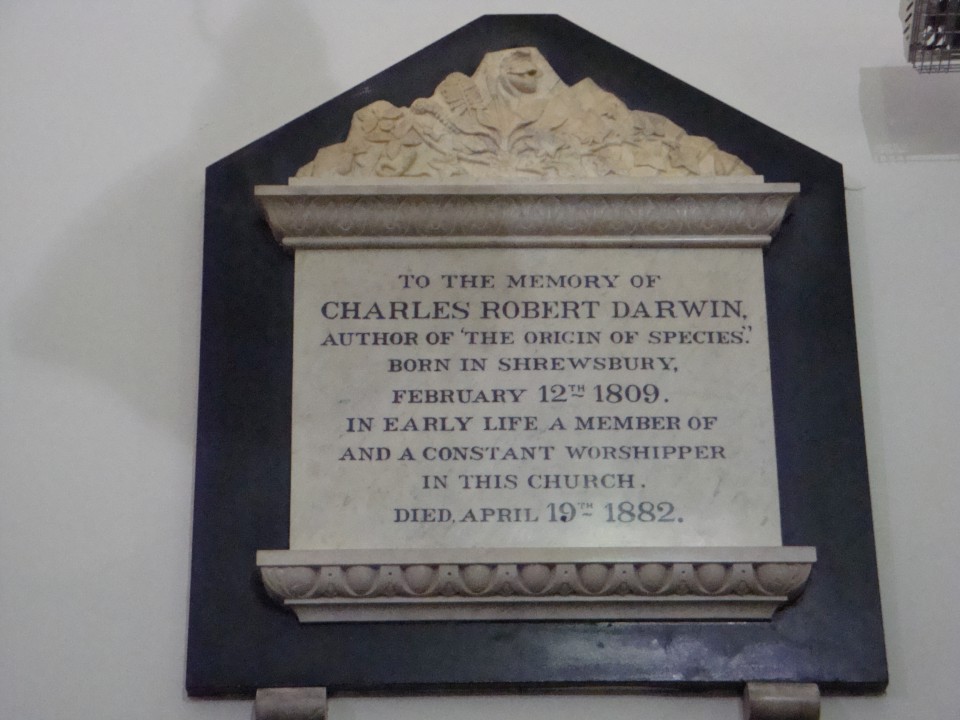 TO THE MEMORY OF
CHARLES ROBERT DARWIN,
AUTHOR OF 'THE ORIGIN OF SPECIES.''
BORN IN SHREWSBURY,
FEBRUARY 12TH 1809.
IN EARLY LIFE A MEMBER OF
AND A CONSTANT WORSHIPPER
IN THIS CHURCH.
DIED, APRIL 19TH 1882.